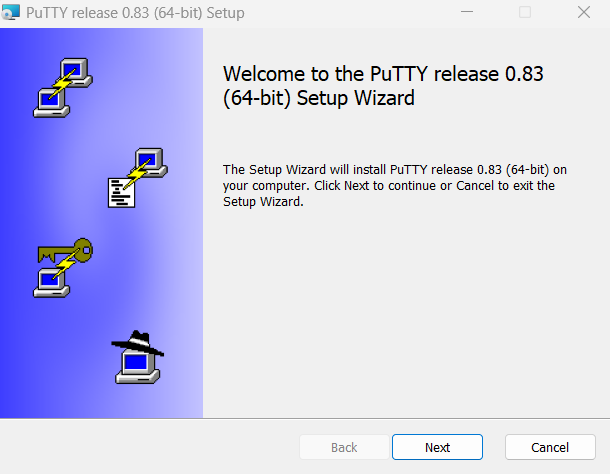 PuTTY release 0.83 (64-bit) Setup
Welcome to the PuTTY release 0.83
(64-bit) Setup Wizard
The Setup Wizard will install PuTTY release 0.83 (64-bit) on
your computer. Click Next to continue or Cancel to exit the
Setup Wizard.
Back
Next
Cancel